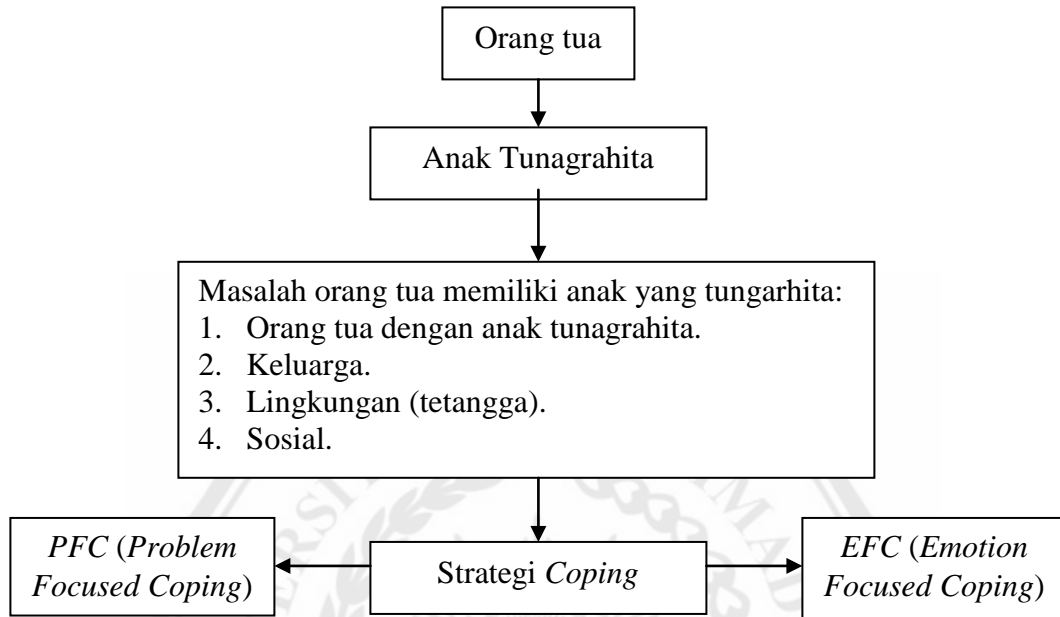 Orang tua
Anak Tunagrahita
Masalah orang tua memiliki anak yang tungarhita:
1. Orang tua dengan anak tunagrahita.
2. Keluarga.
3. Lingkungan (tetangga).
4. Sosial.
PFC (Problem
Focused Coping)
Strategi Coping
EFC (Emotion
Focused Coping)